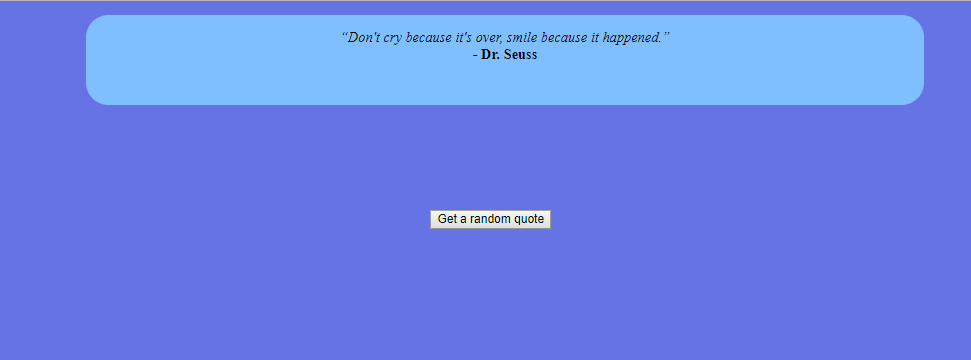 “Don't cry because it's over, smile because it happened.”
- Dr. Seuss
Get a random quote